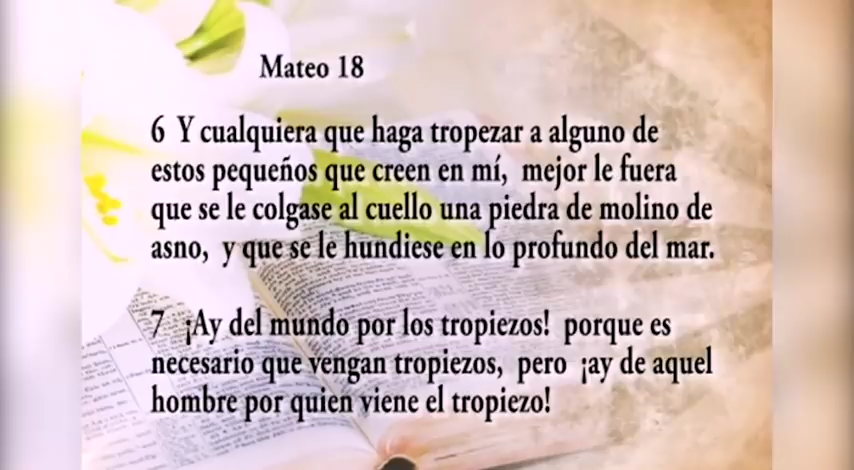 Mateo 18
6 Y cualquiera que haga tropezar a alguno de
estos pequeños que creen en mí, mejor le fuera
que se le colgase al cuello una piedra de molino de
asno, y que se le hundiese en lo profundo del mar.
7 ¡Ay del mundo por los tropiezos! porque es
necesario que vengan tropiezos, pero ¡ay de aquel
hombre por quien viene el tropiezo!